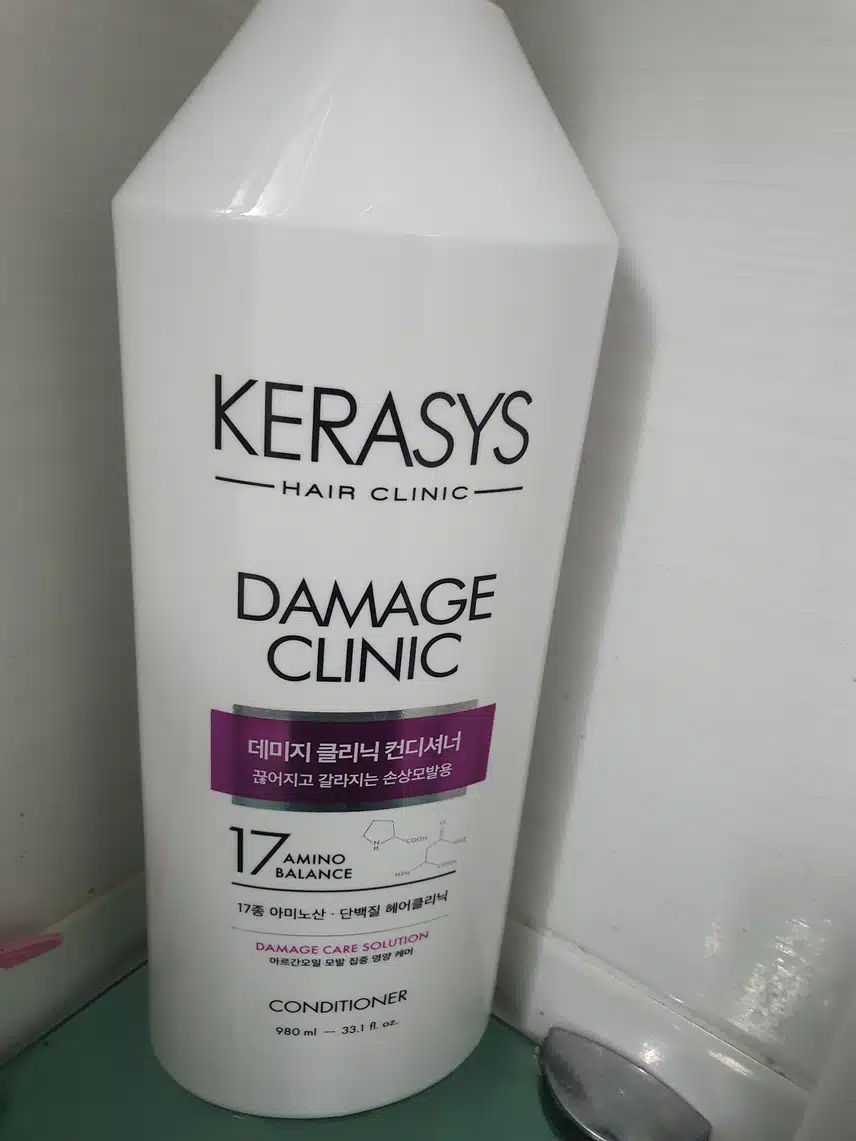 KERASYS
HAIR CLINIC
DAMAGE
CLINIC
데미지 클리닉 컨디셔너
끊어지고 갈라지는 손상모발용
17 AMINO
BALANCE
N
H
COOH
O
H₂N
COOH
17종 아미노산 · 단백질 헤어클리닉
DAMAGE CARE SOLUTION
아르간오일 모발 집중 영양 케어
CONDITIONER
980 ml — 33.1 fl. oz.